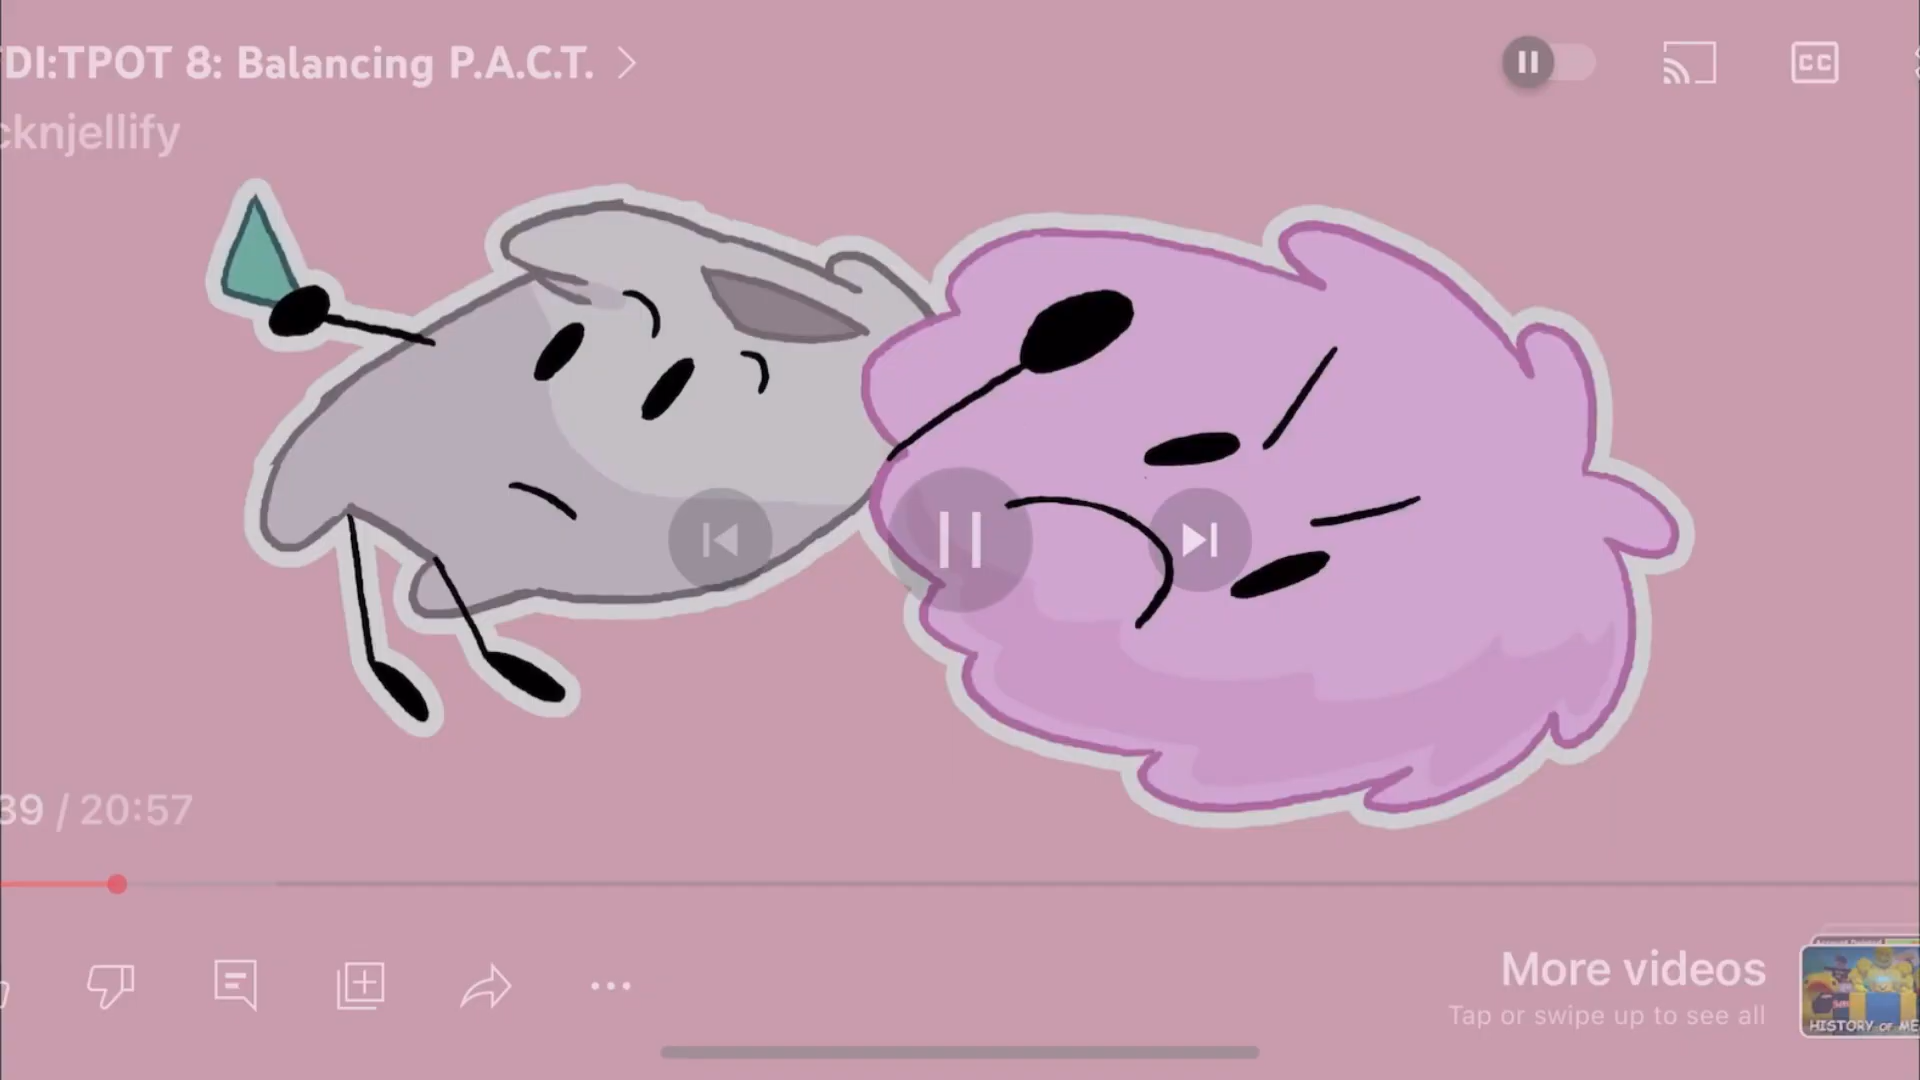 DI:TPOT 8: Balancing P.A.C.T.
cknjellify
CC
39 / 20:57
More videos
Tap or swipe up to see all
HISTORY OF ME